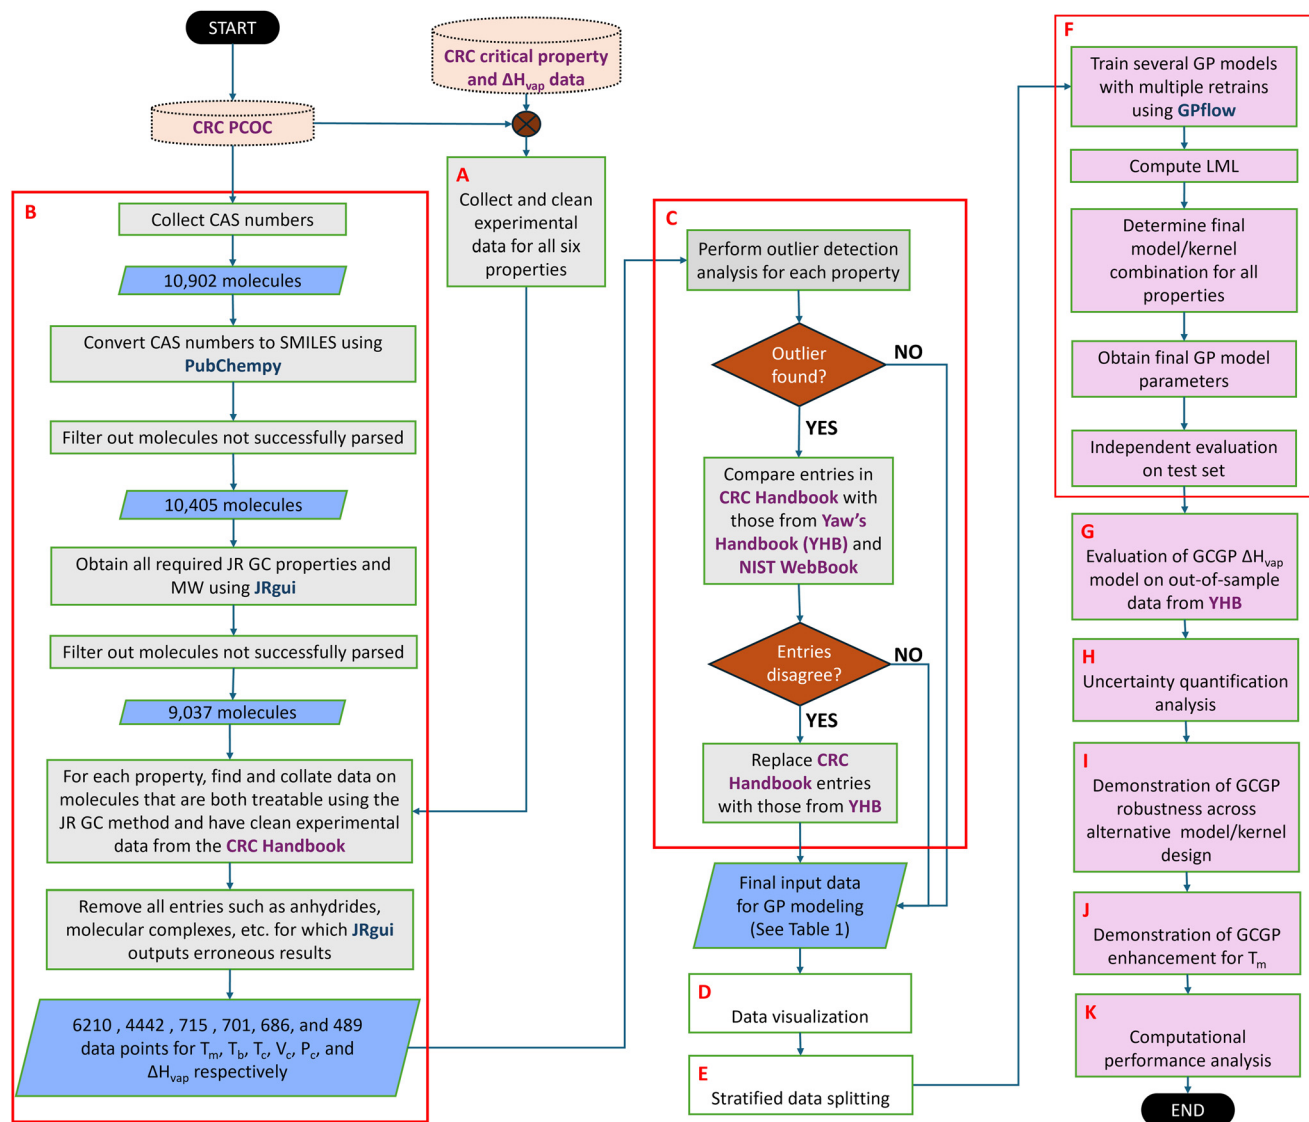 START
CRC critical property
and ΔHvap data
CRC PCOC
A
Collect and clean
experimental
data for all six
properties
B
Collect CAS numbers
10,902 molecules
Convert CAS numbers to SMILES using
PubChempy
Filter out molecules not successfully parsed
10,405 molecules
Obtain all required JR GC properties and
MW using JRgui
Filter out molecules not successfully parsed
9,037 molecules
For each property, find and collate data on
molecules that are both treatable using the
JR GC method and have clean experimental
data from the CRC Handbook
Remove all entries such as anhydrides,
molecular complexes, etc. for which JRgui
outputs erroneous results
6210 , 4442 , 715 , 701, 686, and 489
data points for Tm, Tb, Tc, Vc, Pc, and
ΔHvap respectively
C
Perform outlier detection
analysis for each property
Outlier
found?
NO
YES
Compare entries in
CRC Handbook with
those from Yaw's
Handbook (YHB) and
NIST WebBook
Entries
disagree?
NO
YES
Replace CRC
Handbook entries
with those from YHB
Final input data
for GP modeling
(See Table 1)
D
Data visualization
E
Stratified data splitting
F
Train several GP models
with multiple retrains
using GPflow
Compute LML
Determine final
model/kernel
combination for all
properties
Obtain final GP model
parameters
Independent evaluation
on test set
G
Evaluation of GCGP ΔHvap
model on out-of-sample
data from YHB
H
Uncertainty quantification
analysis
I
Demonstration of GCGP
robustness across
alternative model/kernel
design
J
Demonstration of GCGP
enhancement for Tm
K
Computational
performance analysis
END